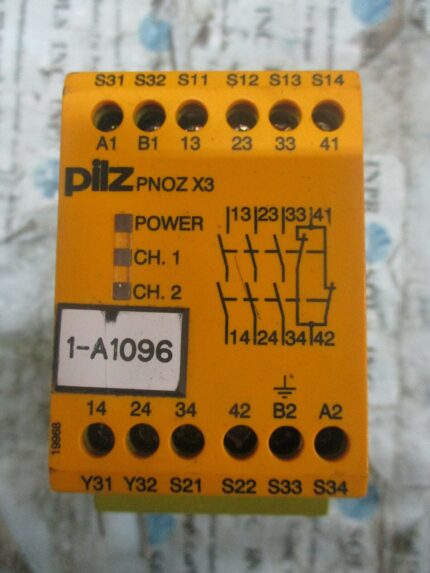 S31 S32 S11 S12 S13 S14
A1 B1 13 23 33 41
pilz PNOZ X3
POWER
CH. 1
CH. 2
13 23 33 41
14 24 34 42
1-A1096
14 24 34 42 B2 A2
19968
Y31 Y32 S21 S22 S33 S34